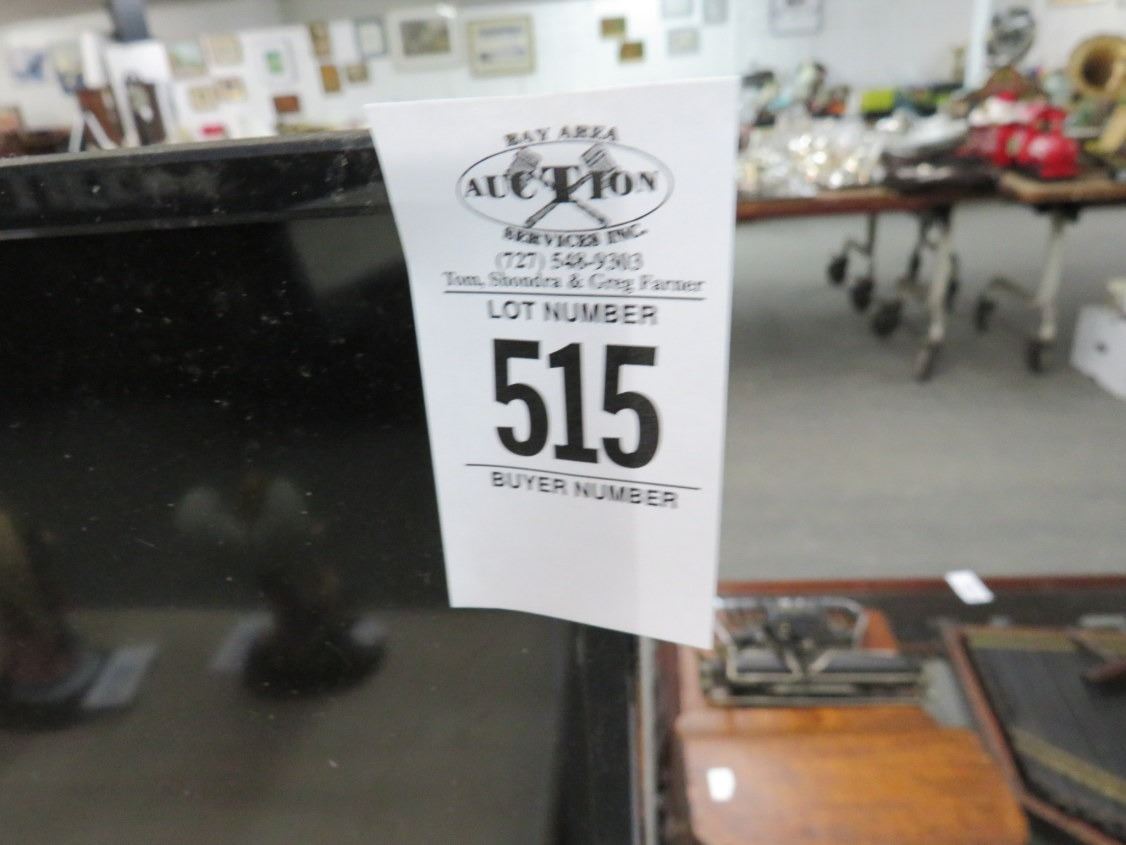 BAY AREA
AUCTION
SERVICES INC.
(727) 548-9303
Tom, Shondra & Greg Farner
LOT NUMBER
515
BUYER NUMBER